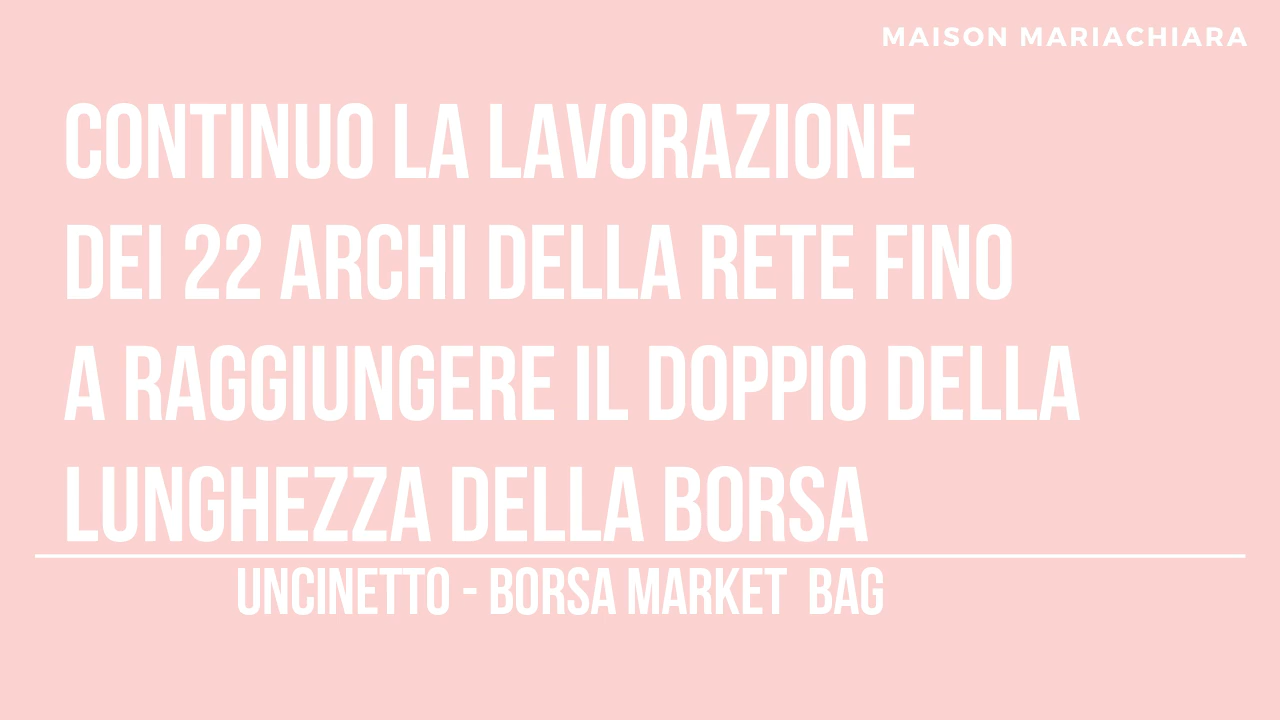 MAISON MARIACHIARA
CONTINUO LA LAVORAZIONE
DEI 22 ARCHI DELLA RETE FINO
A RAGGIUNGERE IL DOPPIO DELLA
LUNGHEZZA DELLA BORSA
UNCINETTO - BORSA MARKET BAG